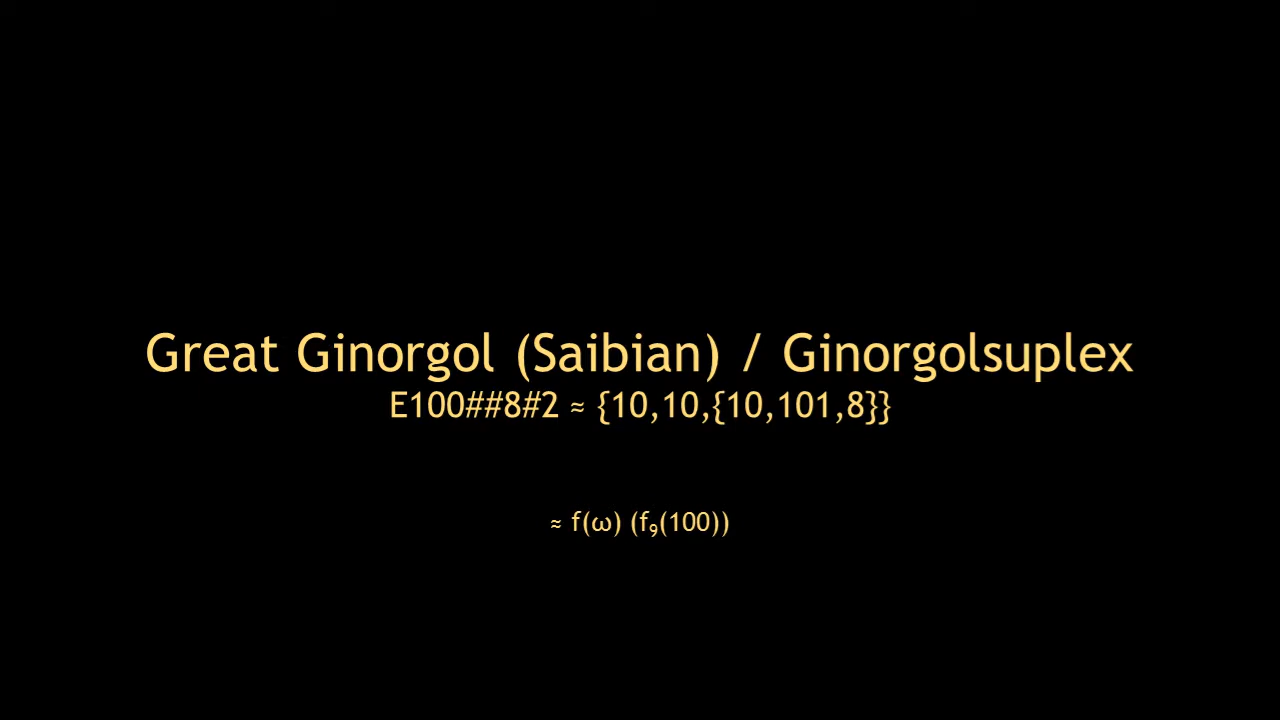 Great Ginorgol (Saibian) / Ginorgolsuplex
E100##8#2 ≈ {10,10,{10,101,8}}
≈ f(ω) (f₉(100))